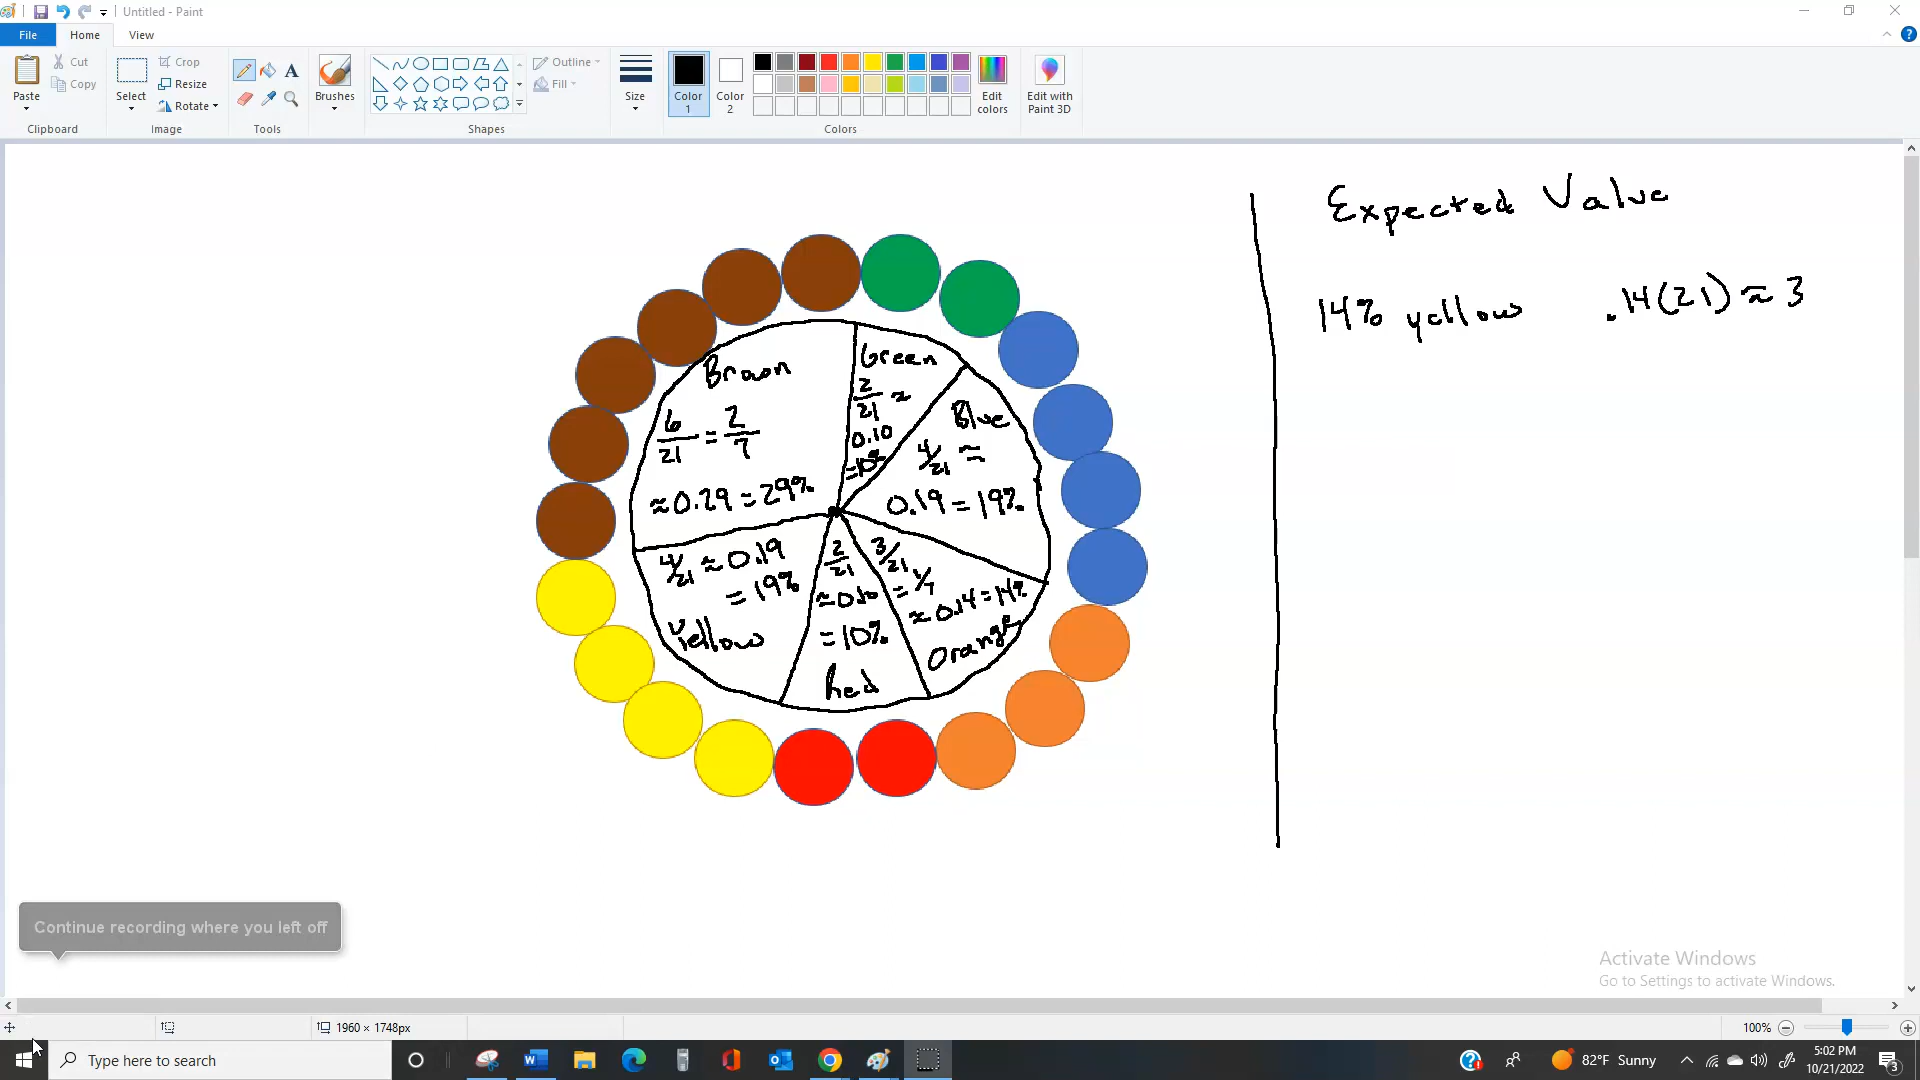 Untitled - Paint
File Home View
Cut
Copy
Paste
Clipboard
Select
Crop
Resize
Rotate
Image
Tools
Brushes
Shapes
Outline
Fill
Size
Color 1
Color 2
Colors
Edit colors
Edit with Paint 3D
Expected Value
14% yellow .14(21) ≈ 3
Brown
6/21 = 2/7
≈ 0.29 = 29%
Green
2/21 ≈
0.10
=10%
Blue
4/21 ≈
0.19 = 19%
4/21 ≈ 0.19
= 19%
Yellow
2/21
≈0.10
= 10%
Red
3/21
= 1/7
≈ 0.14 = 14%
Orange
Continue recording where you left off
Activate Windows
Go to Settings to activate Windows.
1960 × 1748px
100%
Type here to search
82°F Sunny
5:02 PM
10/21/2022
3